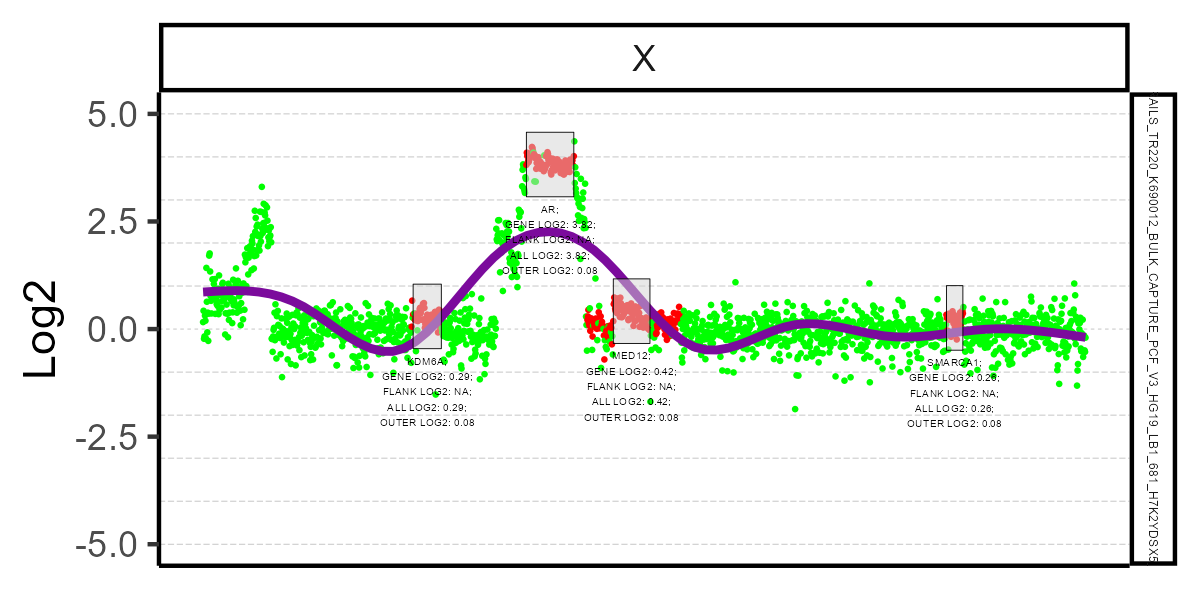 X
5.0
2.5
0.0
-2.5
-5.0
Log2
AR;
GENE LOG2: 3.82;
FLANK LOG2: NA;
ALL LOG2: 3.82;
OUTER LOG2: 0.08
KDM6A;
GENE LOG2: 0.29;
FLANK LOG2: NA;
ALL LOG2: 0.29;
OUTER LOG2: 0.08
MED12;
GENE LOG2: 0.42;
FLANK LOG2: NA;
ALL LOG2: 0.42;
OUTER LOG2: 0.08
SMARCA1;
GENE LOG2: 0.26;
FLANK LOG2: NA;
ALL LOG2: 0.26;
OUTER LOG2: 0.08
AILS_TR220_K690012_BULK_CAPTURE_PCF_V3_HG19_LB1_681_H7K2YDSX5